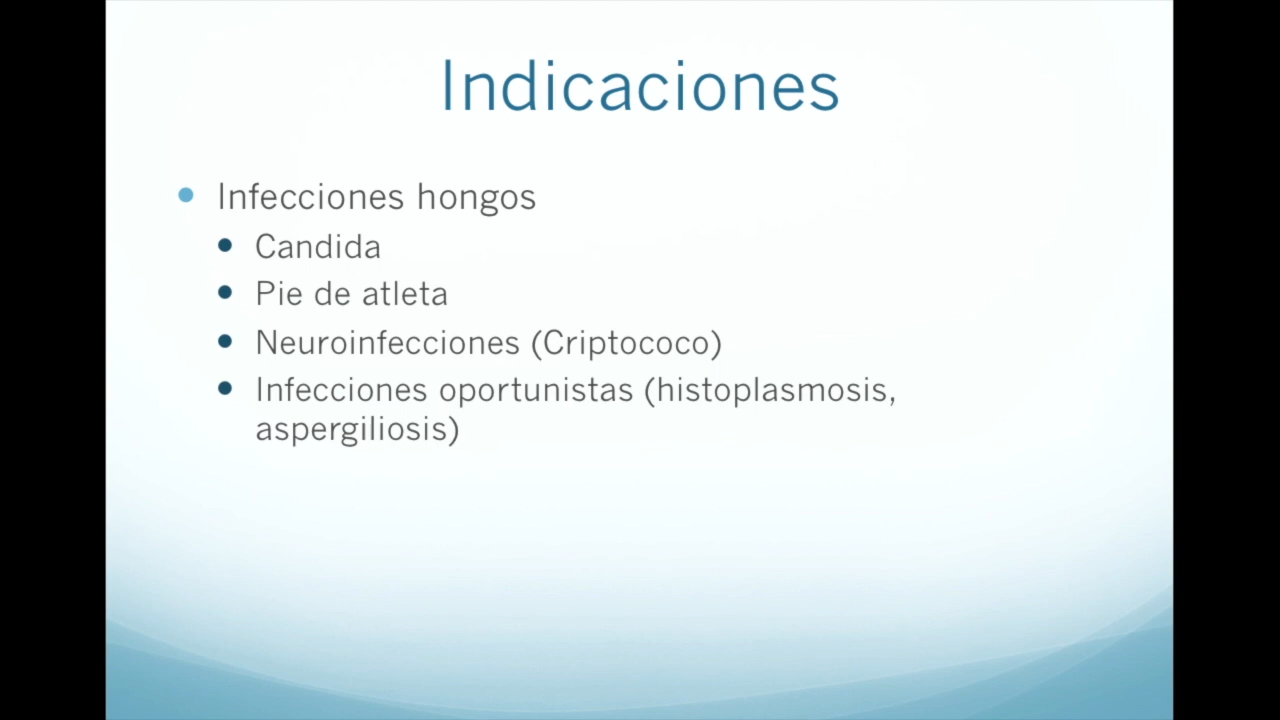 Indicaciones
Infecciones hongos
Candida
Pie de atleta
Neuroinfecciones (Criptococo)
Infecciones oportunistas (histoplasmosis,
aspergiliosis)